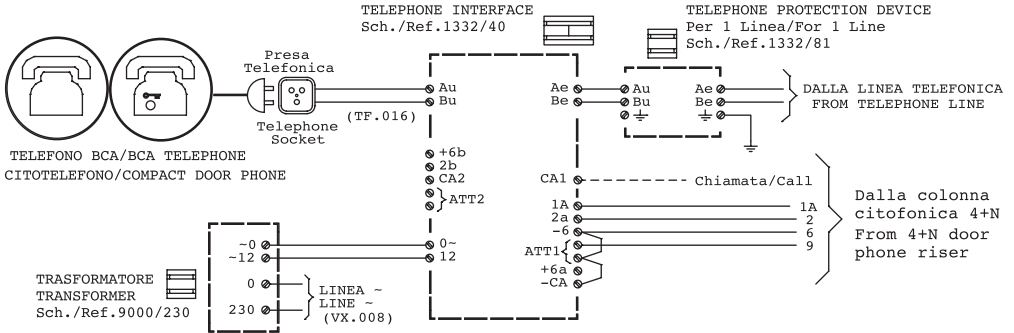 TELEPHONE INTERFACE
Sch./Ref.1332/40
TELEPHONE PROTECTION DEVICE
Per 1 Linea/For 1 Line
Sch./Ref.1332/81
Presa
Telefonica
Au
Bu
Ae
Be
Au
Bu
Ae
Be
DALLA LINEA TELEFONICA
FROM TELEPHONE LINE
(TF.016)
Telephone
Socket
TELEFONO BCA/BCA TELEPHONE
CITOTELEFONO/COMPACT DOOR PHONE
+6b
2b
CA2
ATT2
CA1
Chiamata/Call
1A
2a
-6
ATT1
+6a
-CA
1A
2
6
9
Dalla colonna
citofonica 4+N
From 4+N door
phone riser
~0
~12
0
230
0~
12
LINEA ~
LINE ~
(VX.008)
TRASFORMATORE
TRANSFORMER
Sch./Ref.9000/230